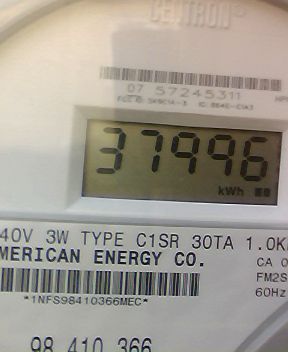 CENTRON®
07 57245311
37996
kWh
40V 3W TYPE C1SR 30TA 1.0K
MERICAN ENERGY CO.
CA 0
FM2S
60Hz
*1NFS98410366MEC*
98 410 366